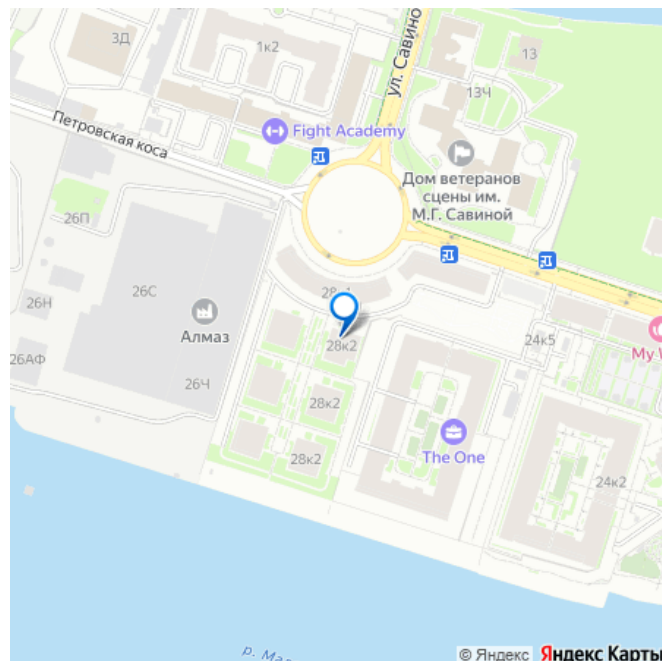 3Д
1к2
ул. Савино
13
13Ч
Fight Academy
Петровская коса
Дом ветеранов
сцены им.
М.Г. Савиной
26П
26С
26Н
Алмаз
28к2
24к5
My
26АФ
26Ч
28к2
The One
28к2
24к2
р. Ма
© Яндекс Яндекс Карты